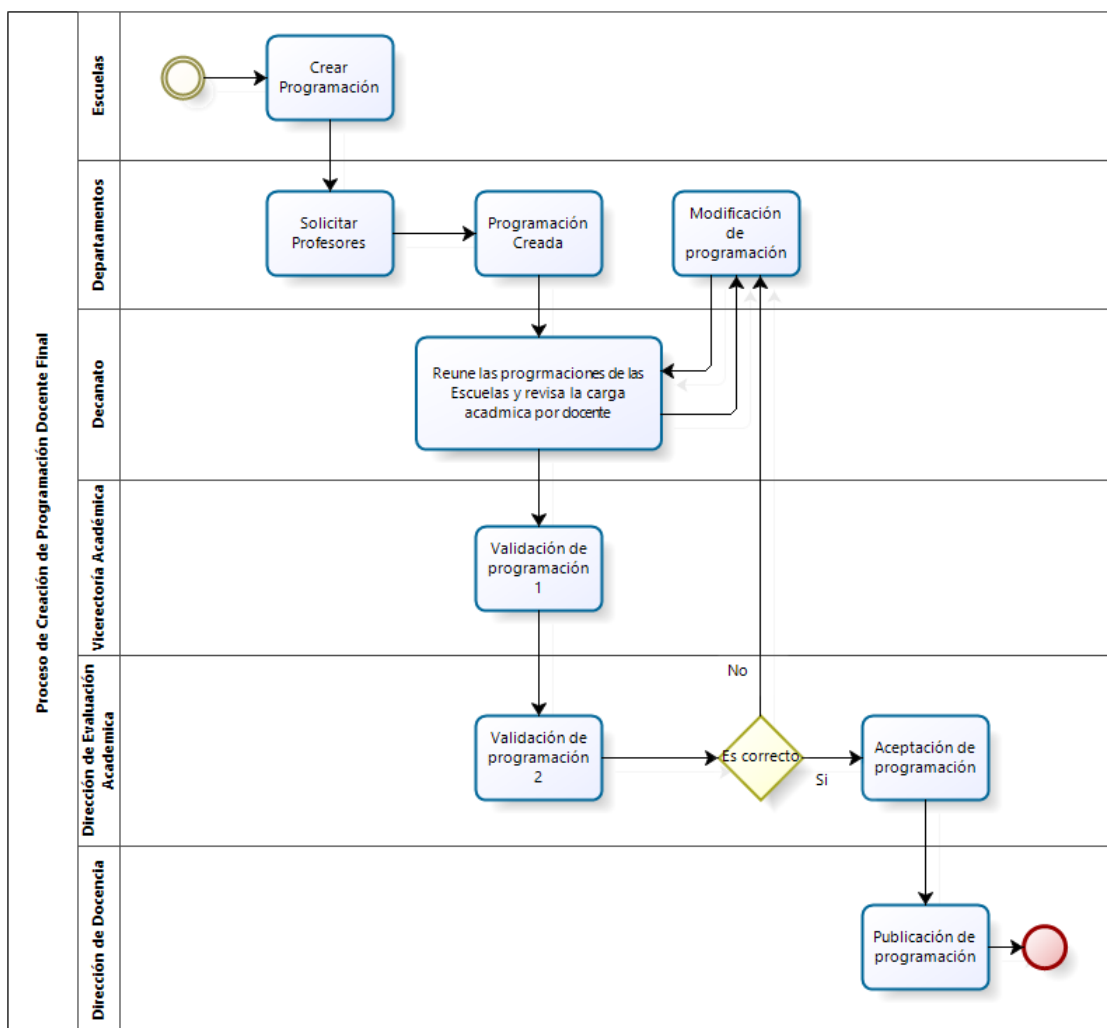 Proceso de Creación de Programación Docente Final
Escuelas
Crear
Programación
Departamentos
Solicitar
Profesores
Programación
Creada
Modificación
de
programación
Decanato
Reune las progrmaciones de las
Escuelas y revisa la carga
acadmica por docente
Vicerectoría Académica
Validación de
programación
1
Dirección de Evaluación
Academica
Validación de
programación
2
No
Es correcto
Si
Aceptación de
programación
Dirección de Docencia
Publicación de
programación